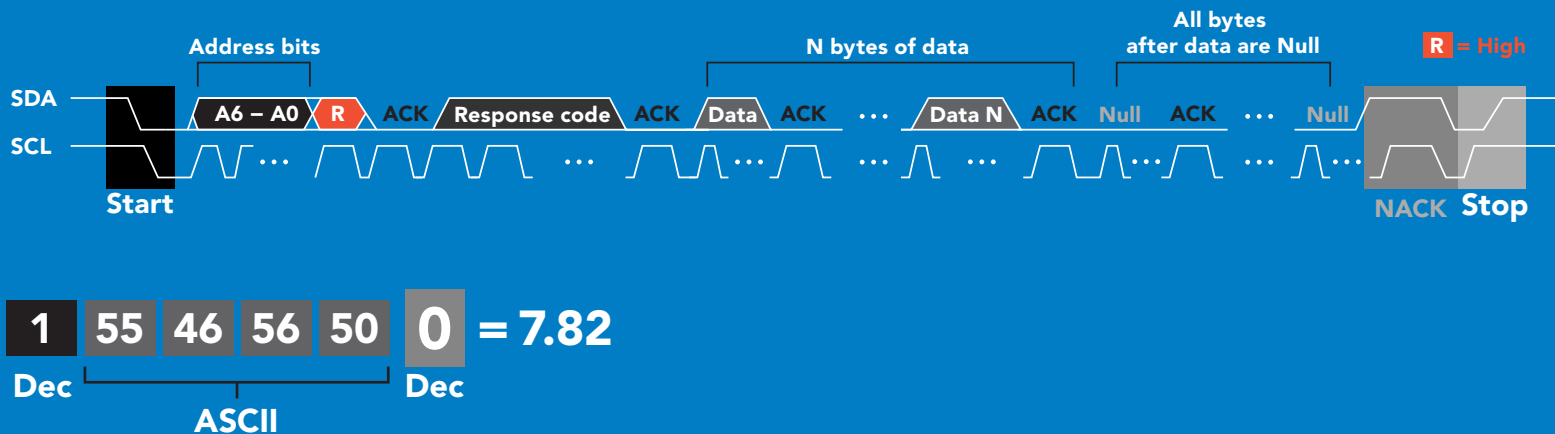 All bytes
after data are Null
Address bits
N bytes of data
R = High
SDA
A6 – A0 R ACK Response code ACK Data ACK ... Data N ACK Null ACK ... Null
SCL
... ... ... ... ... ... ... ...
Start
NACK Stop
1 55 46 56 50 0 = 7.82
Dec Dec
ASCII